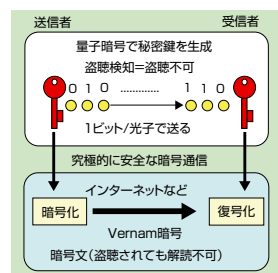 送信者 受信者
量子暗号で秘密鍵を生成
盗聴検知=盗聴不可
0 1 0 ............. 1 1 0
1ビット/光子で送る
究極的に安全な暗号通信
インターネットなど
暗号化 復号化
Vernam暗号
暗号文(盗聴されても解読不可)